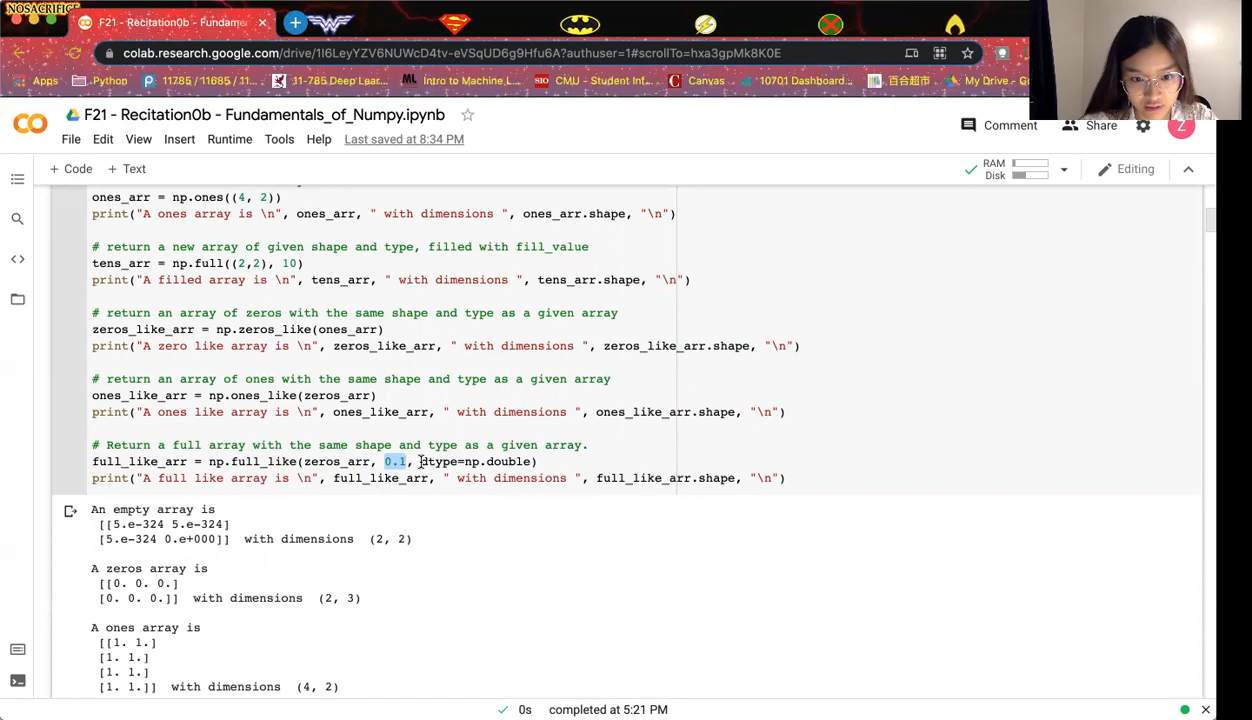 NOSACRIFICE
F21 - Recitation0b - Fundame
colab.research.google.com/drive/1I6LeyYZV6NUWcD4tv-eVSqUD6g9Hfu6A?authuser=1#scrollTo=hxa3gpMk8K0E
Apps Python 11785 / 11685 / 11... 11-785 Deep Lear... ML Intro to Machine L... SIO CMU - Student Inf... C Canvas 10701 Dashboard... 百合超市 My Drive - Go
F21 - Recitation0b - Fundamentals_of_Numpy.ipynb
Comment Share Z
File Edit View Insert Runtime Tools Help Last saved at 8:34 PM
+ Code + Text RAM Disk Editing
ones_arr = np.ones((4, 2))
print("A ones array is \n", ones_arr, " with dimensions ", ones_arr.shape, "\n")
# return a new array of given shape and type, filled with fill_value
tens_arr = np.full((2,2), 10)
print("A filled array is \n", tens_arr, " with dimensions ", tens_arr.shape, "\n")
# return an array of zeros with the same shape and type as a given array
zeros_like_arr = np.zeros_like(ones_arr)
print("A zero like array is \n", zeros_like_arr, " with dimensions ", zeros_like_arr.shape, "\n")
# return an array of ones with the same shape and type as a given array
ones_like_arr = np.ones_like(zeros_arr)
print("A ones like array is \n", ones_like_arr, " with dimensions ", ones_like_arr.shape, "\n")
# Return a full array with the same shape and type as a given array.
full_like_arr = np.full_like(zeros_arr, 0.1, dtype=np.double)
print("A full like array is \n", full_like_arr, " with dimensions ", full_like_arr.shape, "\n")
An empty array is
[[5.e-324 5.e-324]
[5.e-324 0.e+000]] with dimensions (2, 2)
A zeros array is
[[0. 0. 0.]
[0. 0. 0.]] with dimensions (2, 3)
A ones array is
[[1. 1.]
[1. 1.]
[1. 1.]
[1. 1.]] with dimensions (4, 2)
0s completed at 5:21 PM